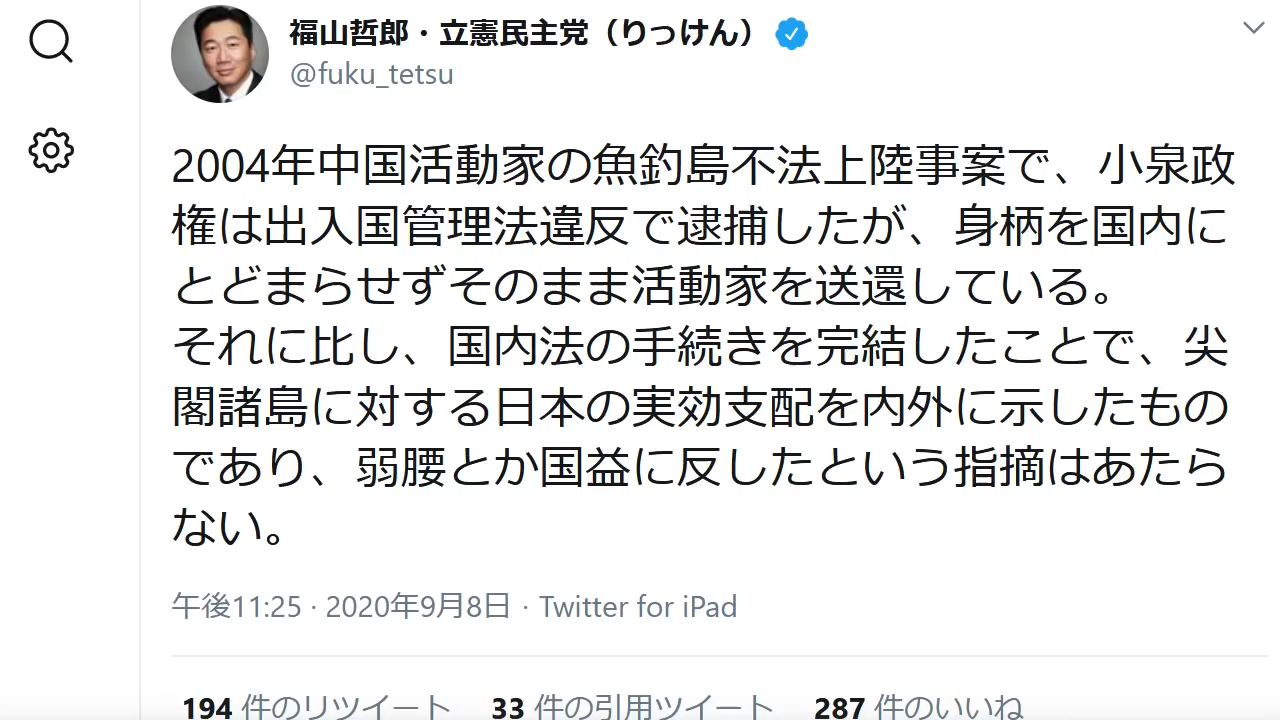 福山哲郎・立憲民主党（りっけん）
@fuku_tetsu
2004年中国活動家の魚釣島不法上陸事案で、小泉政
権は出入国管理法違反で逮捕したが、身柄を国内に
とどまらせずそのまま活動家を送還している。
それに比し、国内法の手続きを完結したことで、尖
閣諸島に対する日本の実効支配を内外に示したもの
であり、弱腰とか国益に反したという指摘はあたら
ない。
午後11:25 · 2020年9月8日 · Twitter for iPad
194 件のリツイート 33 件の引用ツイート 287 件のいいね